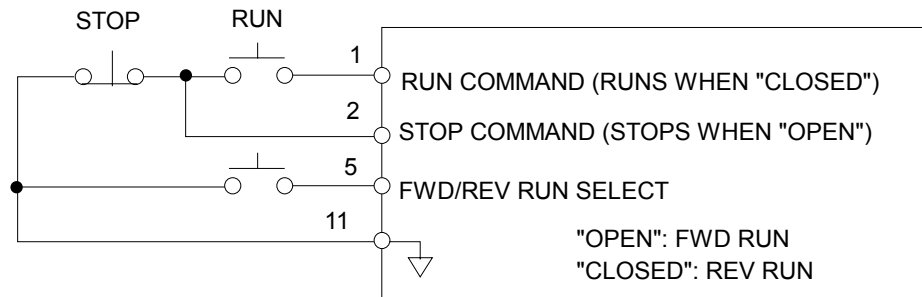 STOP
RUN
1
RUN COMMAND (RUNS WHEN "CLOSED")
2
STOP COMMAND (STOPS WHEN "OPEN")
5
FWD/REV RUN SELECT
11
"OPEN": FWD RUN
"CLOSED": REV RUN